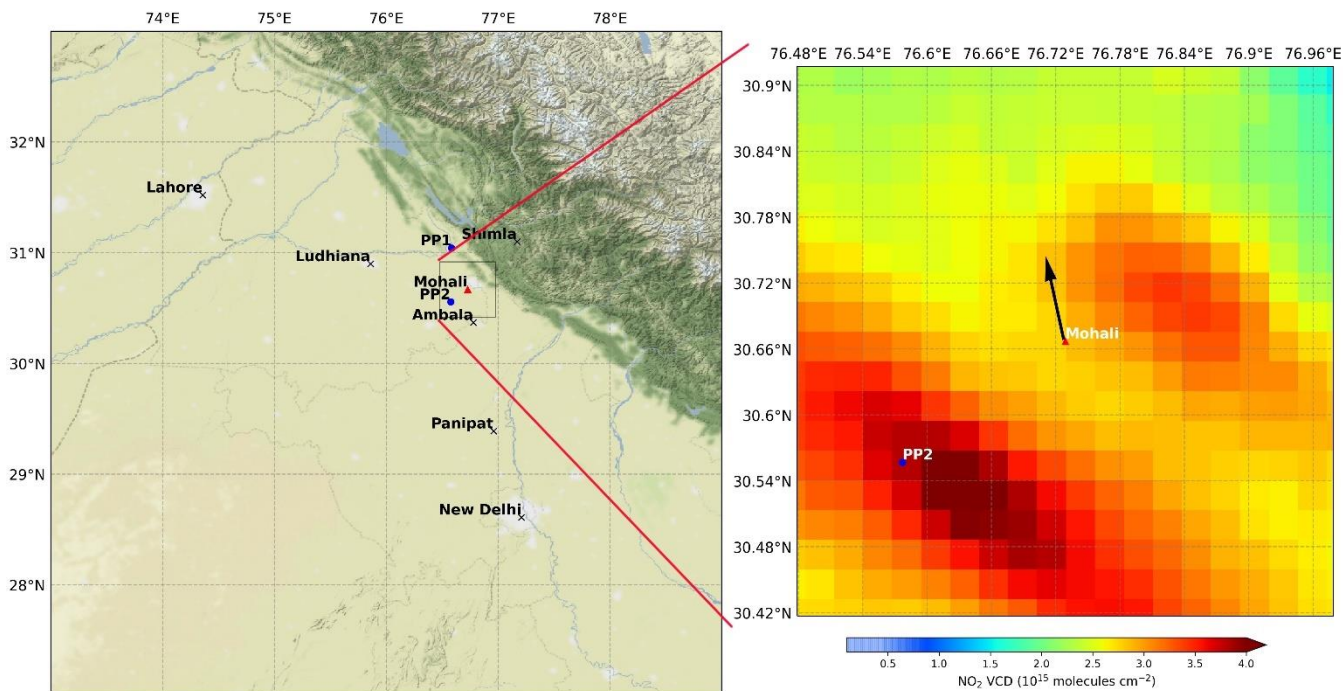 74°E 75°E 76°E 77°E 78°E
32°N
31°N
30°N
29°N
28°N
Lahore
PP1
Shimla
Ludhiana
Mohali
PP2
Ambala
Panipat
New Delhi
76.48°E 76.54°E 76.6°E 76.66°E 76.72°E 76.78°E 76.84°E 76.9°E 76.96°E
30.9°N
30.84°N
30.78°N
30.72°N
30.66°N
30.6°N
30.54°N
30.48°N
30.42°N
Mohali
PP2
0.5 1.0 1.5 2.0 2.5 3.0 3.5 4.0
NO₂ VCD (10¹⁵ molecules cm⁻²)